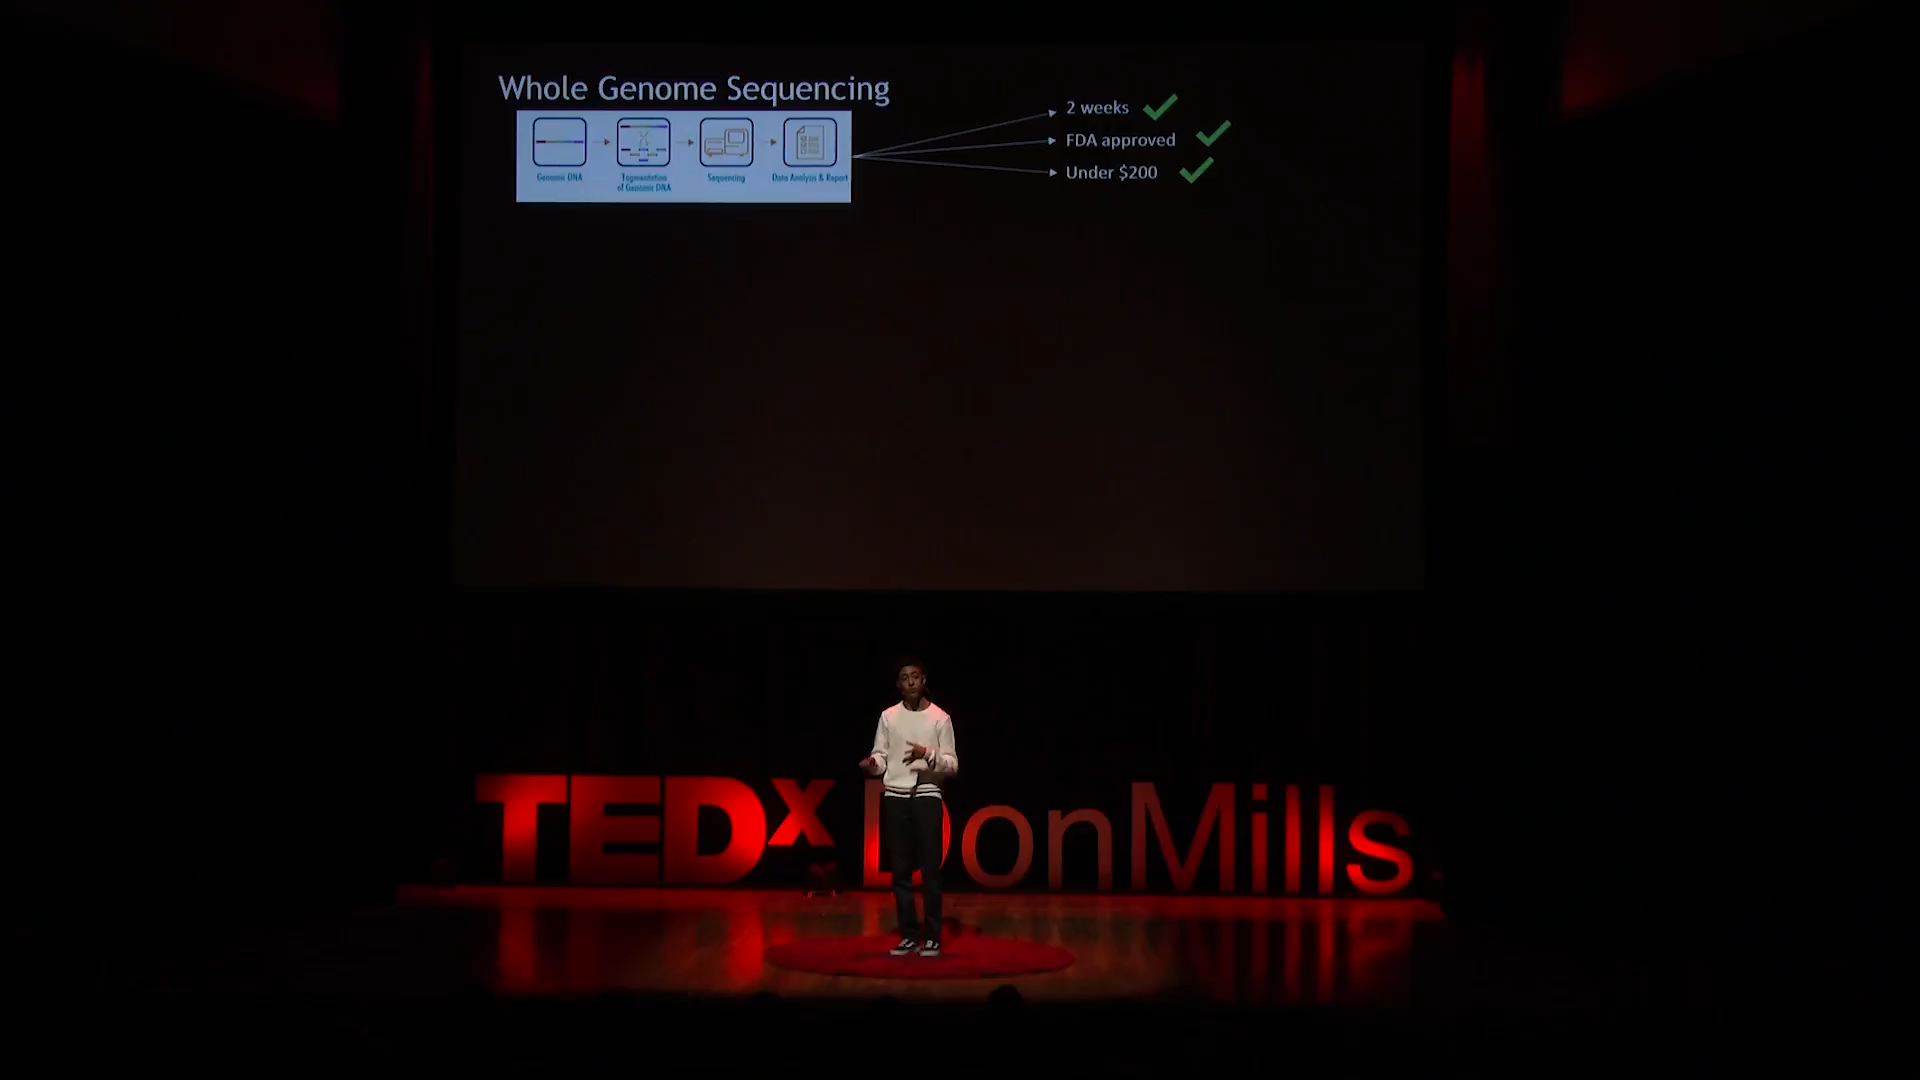 Whole Genome Sequencing
2 weeks
FDA approved
Under $200
Genomic DNA
Tagmentation
of Genomic DNA
Sequencing
Data Analysis & Report
TEDx DonMills